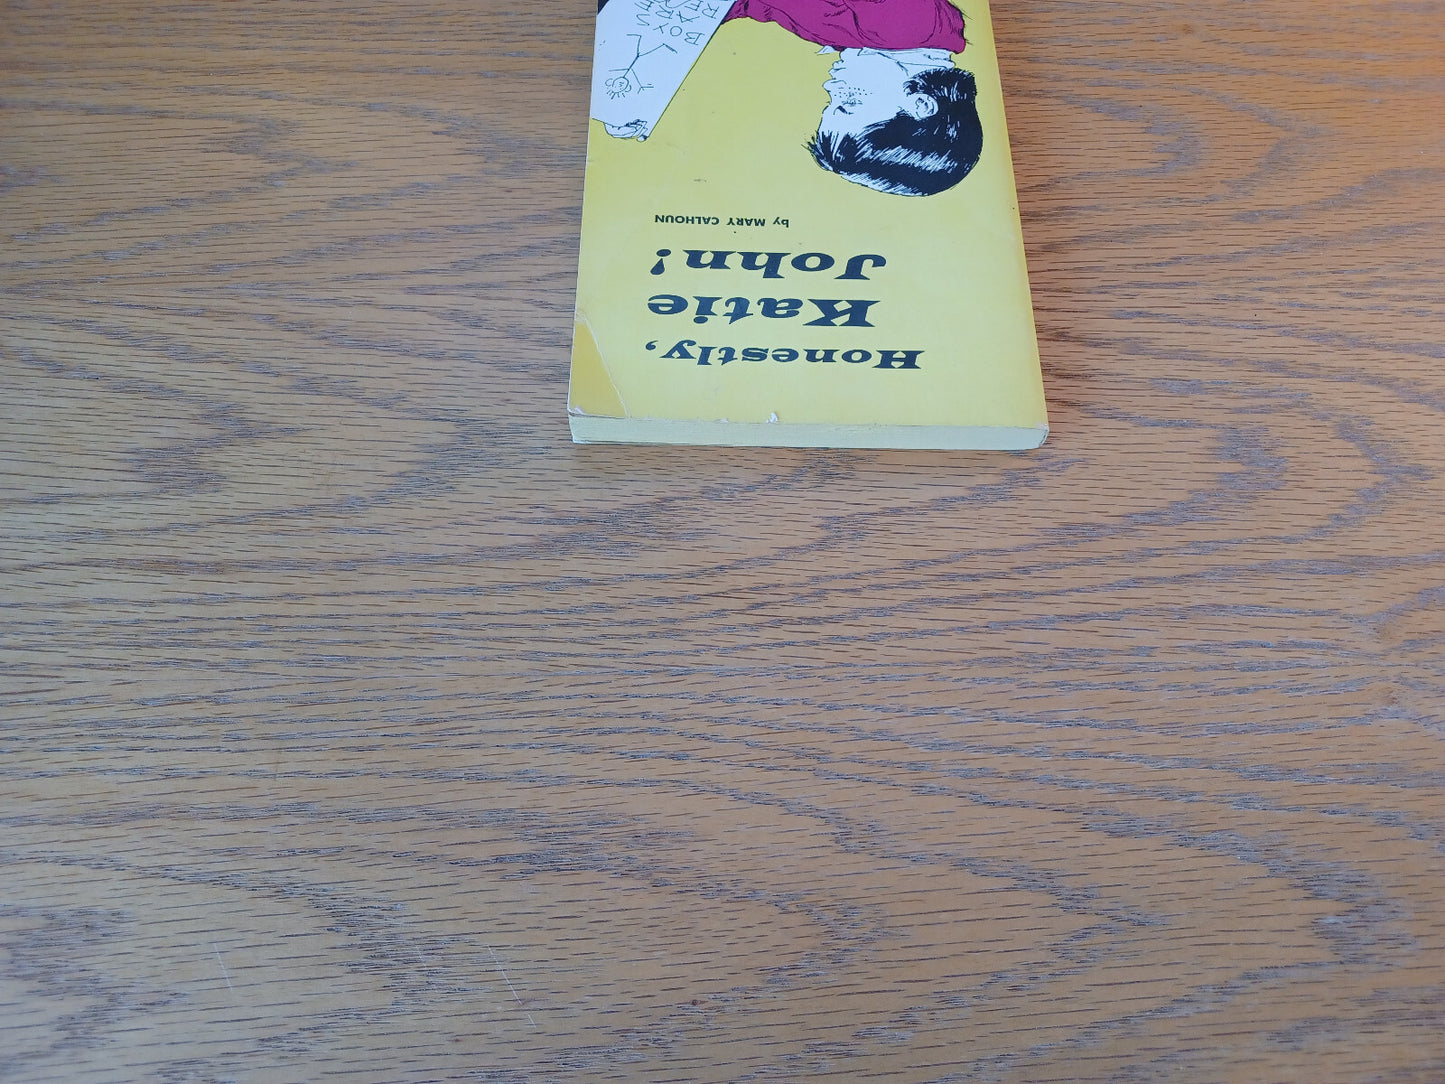 Honestly,
Katie
John!
by MARY CALHOUN
BOYS
ARE